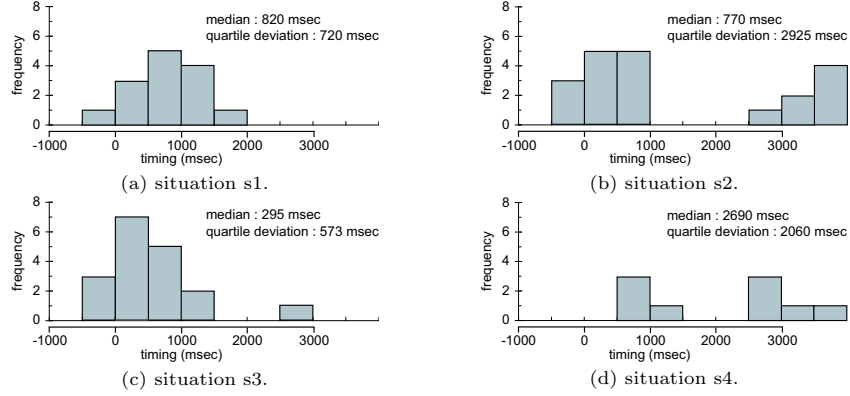 8
6
4
2
0
frequency
median : 820 msec
quartile deviation : 720 msec
-1000 0 1000 2000 3000
timing (msec)
(a) situation s1.
8
6
4
2
0
frequency
median : 770 msec
quartile deviation : 2925 msec
-1000 0 1000 2000 3000
timing (msec)
(b) situation s2.
8
6
4
2
0
frequency
median : 295 msec
quartile deviation : 573 msec
-1000 0 1000 2000 3000
timing (msec)
(c) situation s3.
8
6
4
2
0
frequency
median : 2690 msec
quartile deviation : 2060 msec
-1000 0 1000 2000 3000
timing (msec)
(d) situation s4.